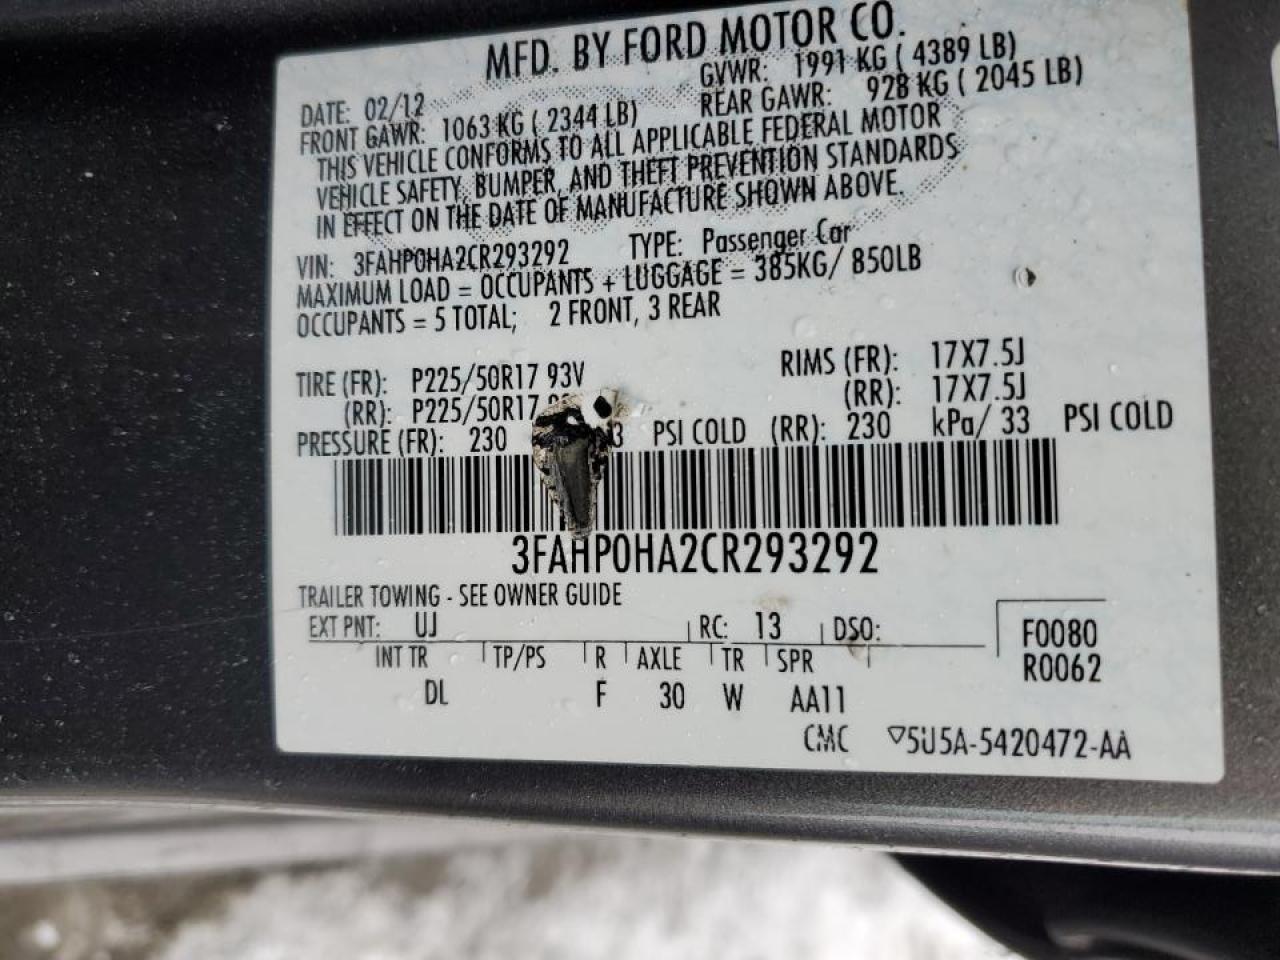 MFD. BY FORD MOTOR CO.
DATE: 02/12 GVWR: 1991 KG ( 4389 LB)
FRONT GAWR: 1063 KG ( 2344 LB) REAR GAWR: 928 KG ( 2045 LB)
THIS VEHICLE CONFORMS TO ALL APPLICABLE FEDERAL MOTOR
VEHICLE SAFETY, BUMPER, AND THEFT PREVENTION STANDARDS
IN EFFECT ON THE DATE OF MANUFACTURE SHOWN ABOVE.
VIN: 3FAHP0HA2CR293292 TYPE: Passenger Car
MAXIMUM LOAD = OCCUPANTS + LUGGAGE = 385KG/ 850LB
OCCUPANTS = 5 TOTAL; 2 FRONT, 3 REAR
TIRE (FR): P225/50R17 93V RIMS (FR): 17X7.5J
(RR): P225/50R17 (RR): 17X7.5J
PRESSURE (FR): 230 PSI COLD (RR): 230 kPa/ 33 PSI COLD
3FAHP0HA2CR293292
TRAILER TOWING - SEE OWNER GUIDE
EXT PNT: UJ RC: 13 DSO: F0080
INT TR TP/PS R AXLE TR SPR R0062
DL F 30 W AA11
CMC ▽5U5A-5420472-AA